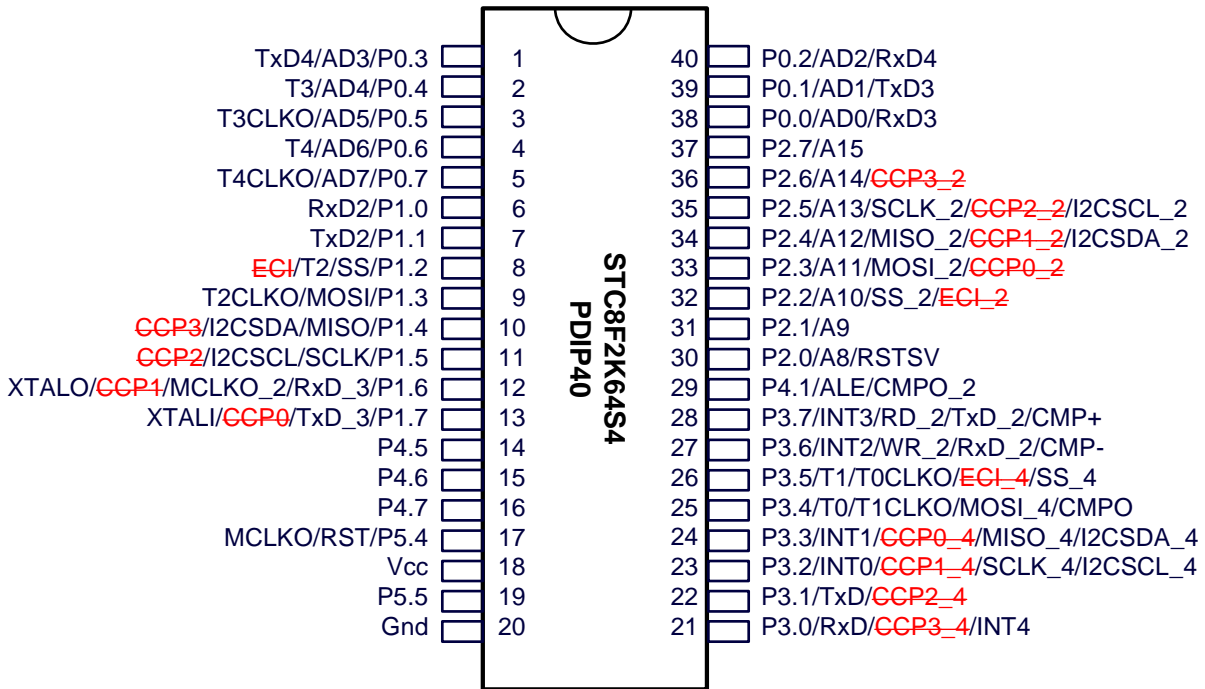 TxD4/AD3/P0.3 1 40 P0.2/AD2/RxD4
T3/AD4/P0.4 2 39 P0.1/AD1/TxD3
T3CLKO/AD5/P0.5 3 38 P0.0/AD0/RxD3
T4/AD6/P0.6 4 37 P2.7/A15
T4CLKO/AD7/P0.7 5 36 P2.6/A14/CCP3_2
RxD2/P1.0 6 35 P2.5/A13/SCLK_2/CCP2_2/I2CSCL_2
TxD2/P1.1 7 34 P2.4/A12/MISO_2/CCP1_2/I2CSDA_2
ECI/T2/SS/P1.2 8 33 P2.3/A11/MOSI_2/CCP0_2
T2CLKO/MOSI/P1.3 9 32 P2.2/A10/SS_2/ECI_2
CCP3/I2CSDA/MISO/P1.4 10 31 P2.1/A9
CCP2/I2CSCL/SCLK/P1.5 11 30 P2.0/A8/RSTSV
XTALO/CCP1/MCLKO_2/RxD_3/P1.6 12 29 P4.1/ALE/CMPO_2
XTALI/CCP0/TxD_3/P1.7 13 28 P3.7/INT3/RD_2/TxD_2/CMP+
P4.5 14 27 P3.6/INT2/WR_2/RxD_2/CMP-
P4.6 15 26 P3.5/T1/T0CLKO/ECI_4/SS_4
P4.7 16 25 P3.4/T0/T1CLKO/MOSI_4/CMPO
MCLKO/RST/P5.4 17 24 P3.3/INT1/CCP0_4/MISO_4/I2CSDA_4
Vcc 18 23 P3.2/INT0/CCP1_4/SCLK_4/I2CSCL_4
P5.5 19 22 P3.1/TxD/CCP2_4
Gnd 20 21 P3.0/RxD/CCP3_4/INT4
STC8F2K64S4
PDIP40